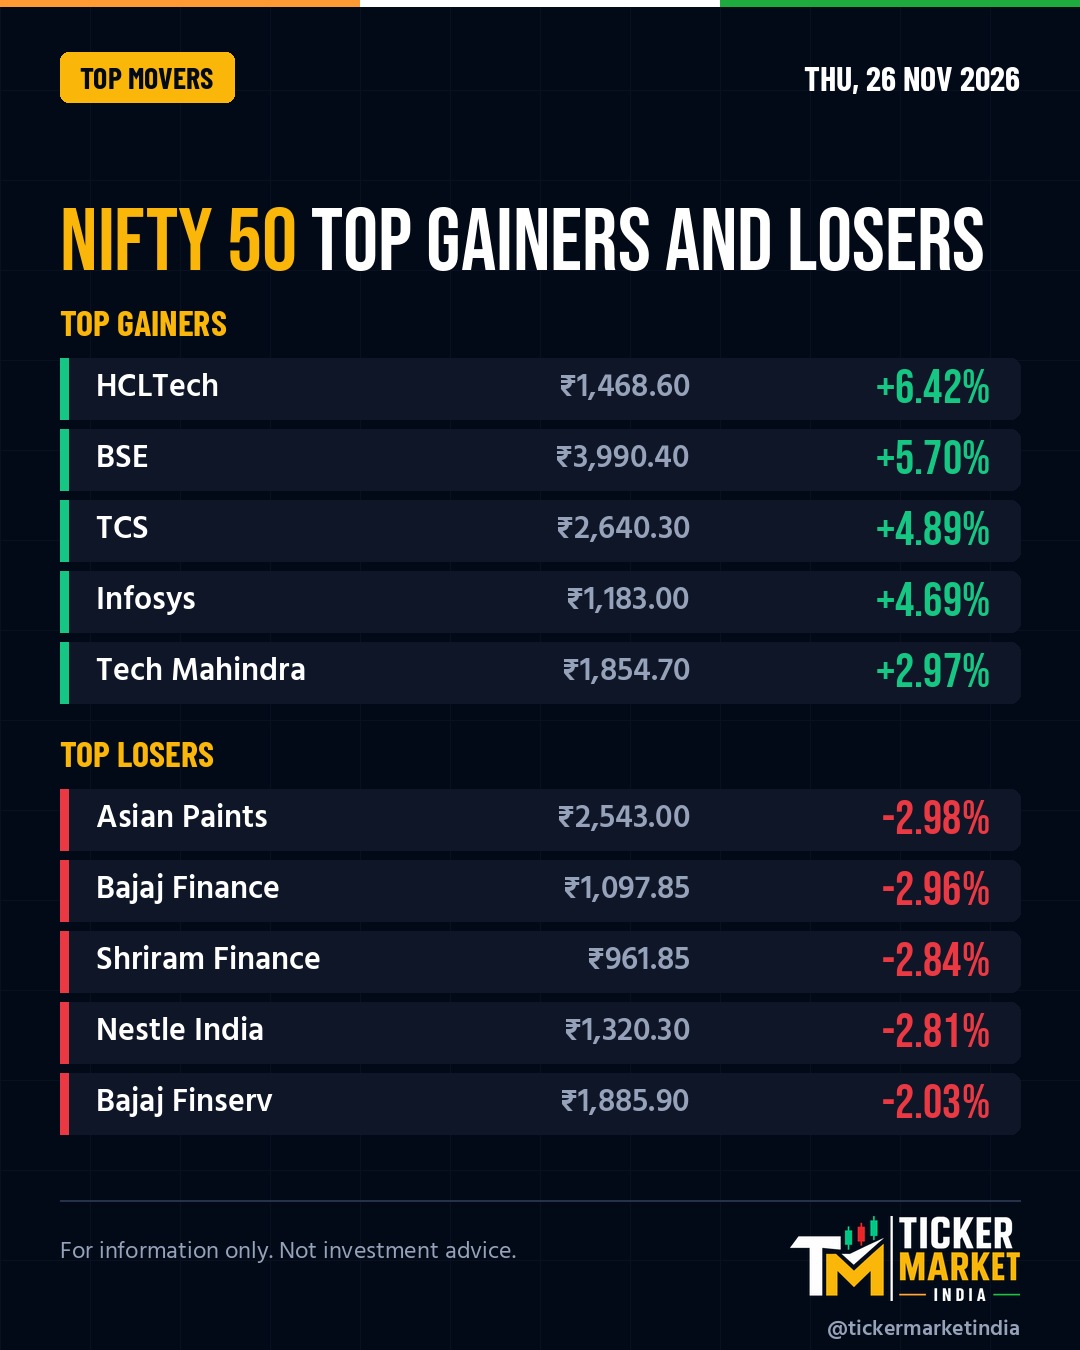 TOP MOVERS
THU, 26 NOV 2026
NIFTY 50 TOP GAINERS AND LOSERS
TOP GAINERS
HCLTech ₹1,468.60 +6.42%
BSE ₹3,990.40 +5.70%
TCS ₹2,640.30 +4.89%
Infosys ₹1,183.00 +4.69%
Tech Mahindra ₹1,854.70 +2.97%
TOP LOSERS
Asian Paints ₹2,543.00 -2.98%
Bajaj Finance ₹1,097.85 -2.96%
Shriram Finance ₹961.85 -2.84%
Nestle India ₹1,320.30 -2.81%
Bajaj Finserv ₹1,885.90 -2.03%
For information only. Not investment advice.
TM
TICKER
MARKET
INDIA
@tickermarketindia